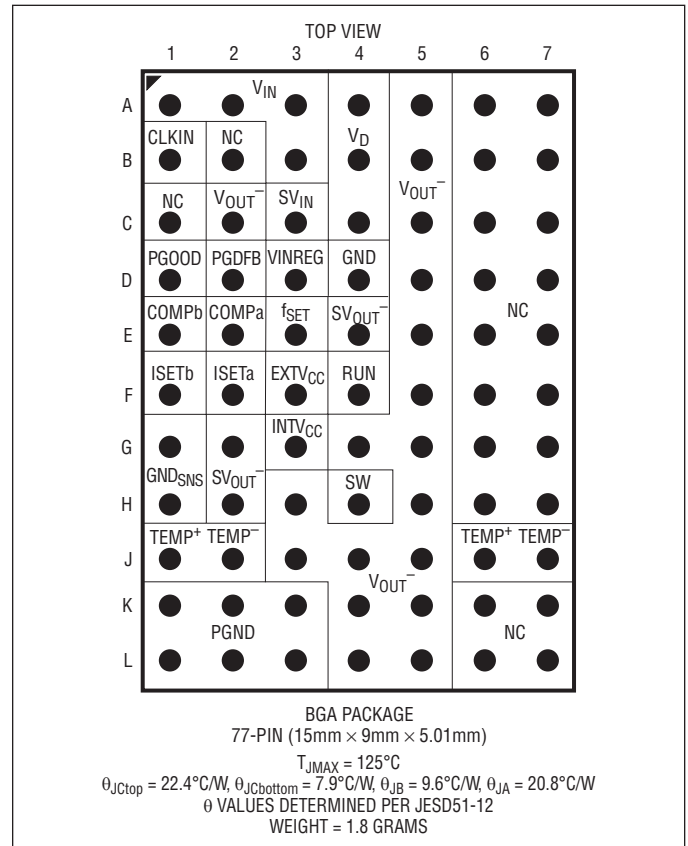 TOP VIEW
1 2 3 4 5 6 7
A VIN
B CLKIN NC VD
C NC VOUT– SVIN VOUT–
D PGOOD PGDFB VINREG GND
E COMPb COMPa fSET SVOUT– NC
F ISETb ISETa EXTVCC RUN
G INTVCC
H GNDSNS SVOUT– SW
J TEMP+ TEMP– TEMP+ TEMP–
VOUT–
K
PGND NC
L
BGA PACKAGE
77-PIN (15mm × 9mm × 5.01mm)
TJMAX = 125°C
θJCtop = 22.4°C/W, θJCbottom = 7.9°C/W, θJB = 9.6°C/W, θJA = 20.8°C/W
θ VALUES DETERMINED PER JESD51-12
WEIGHT = 1.8 GRAMS